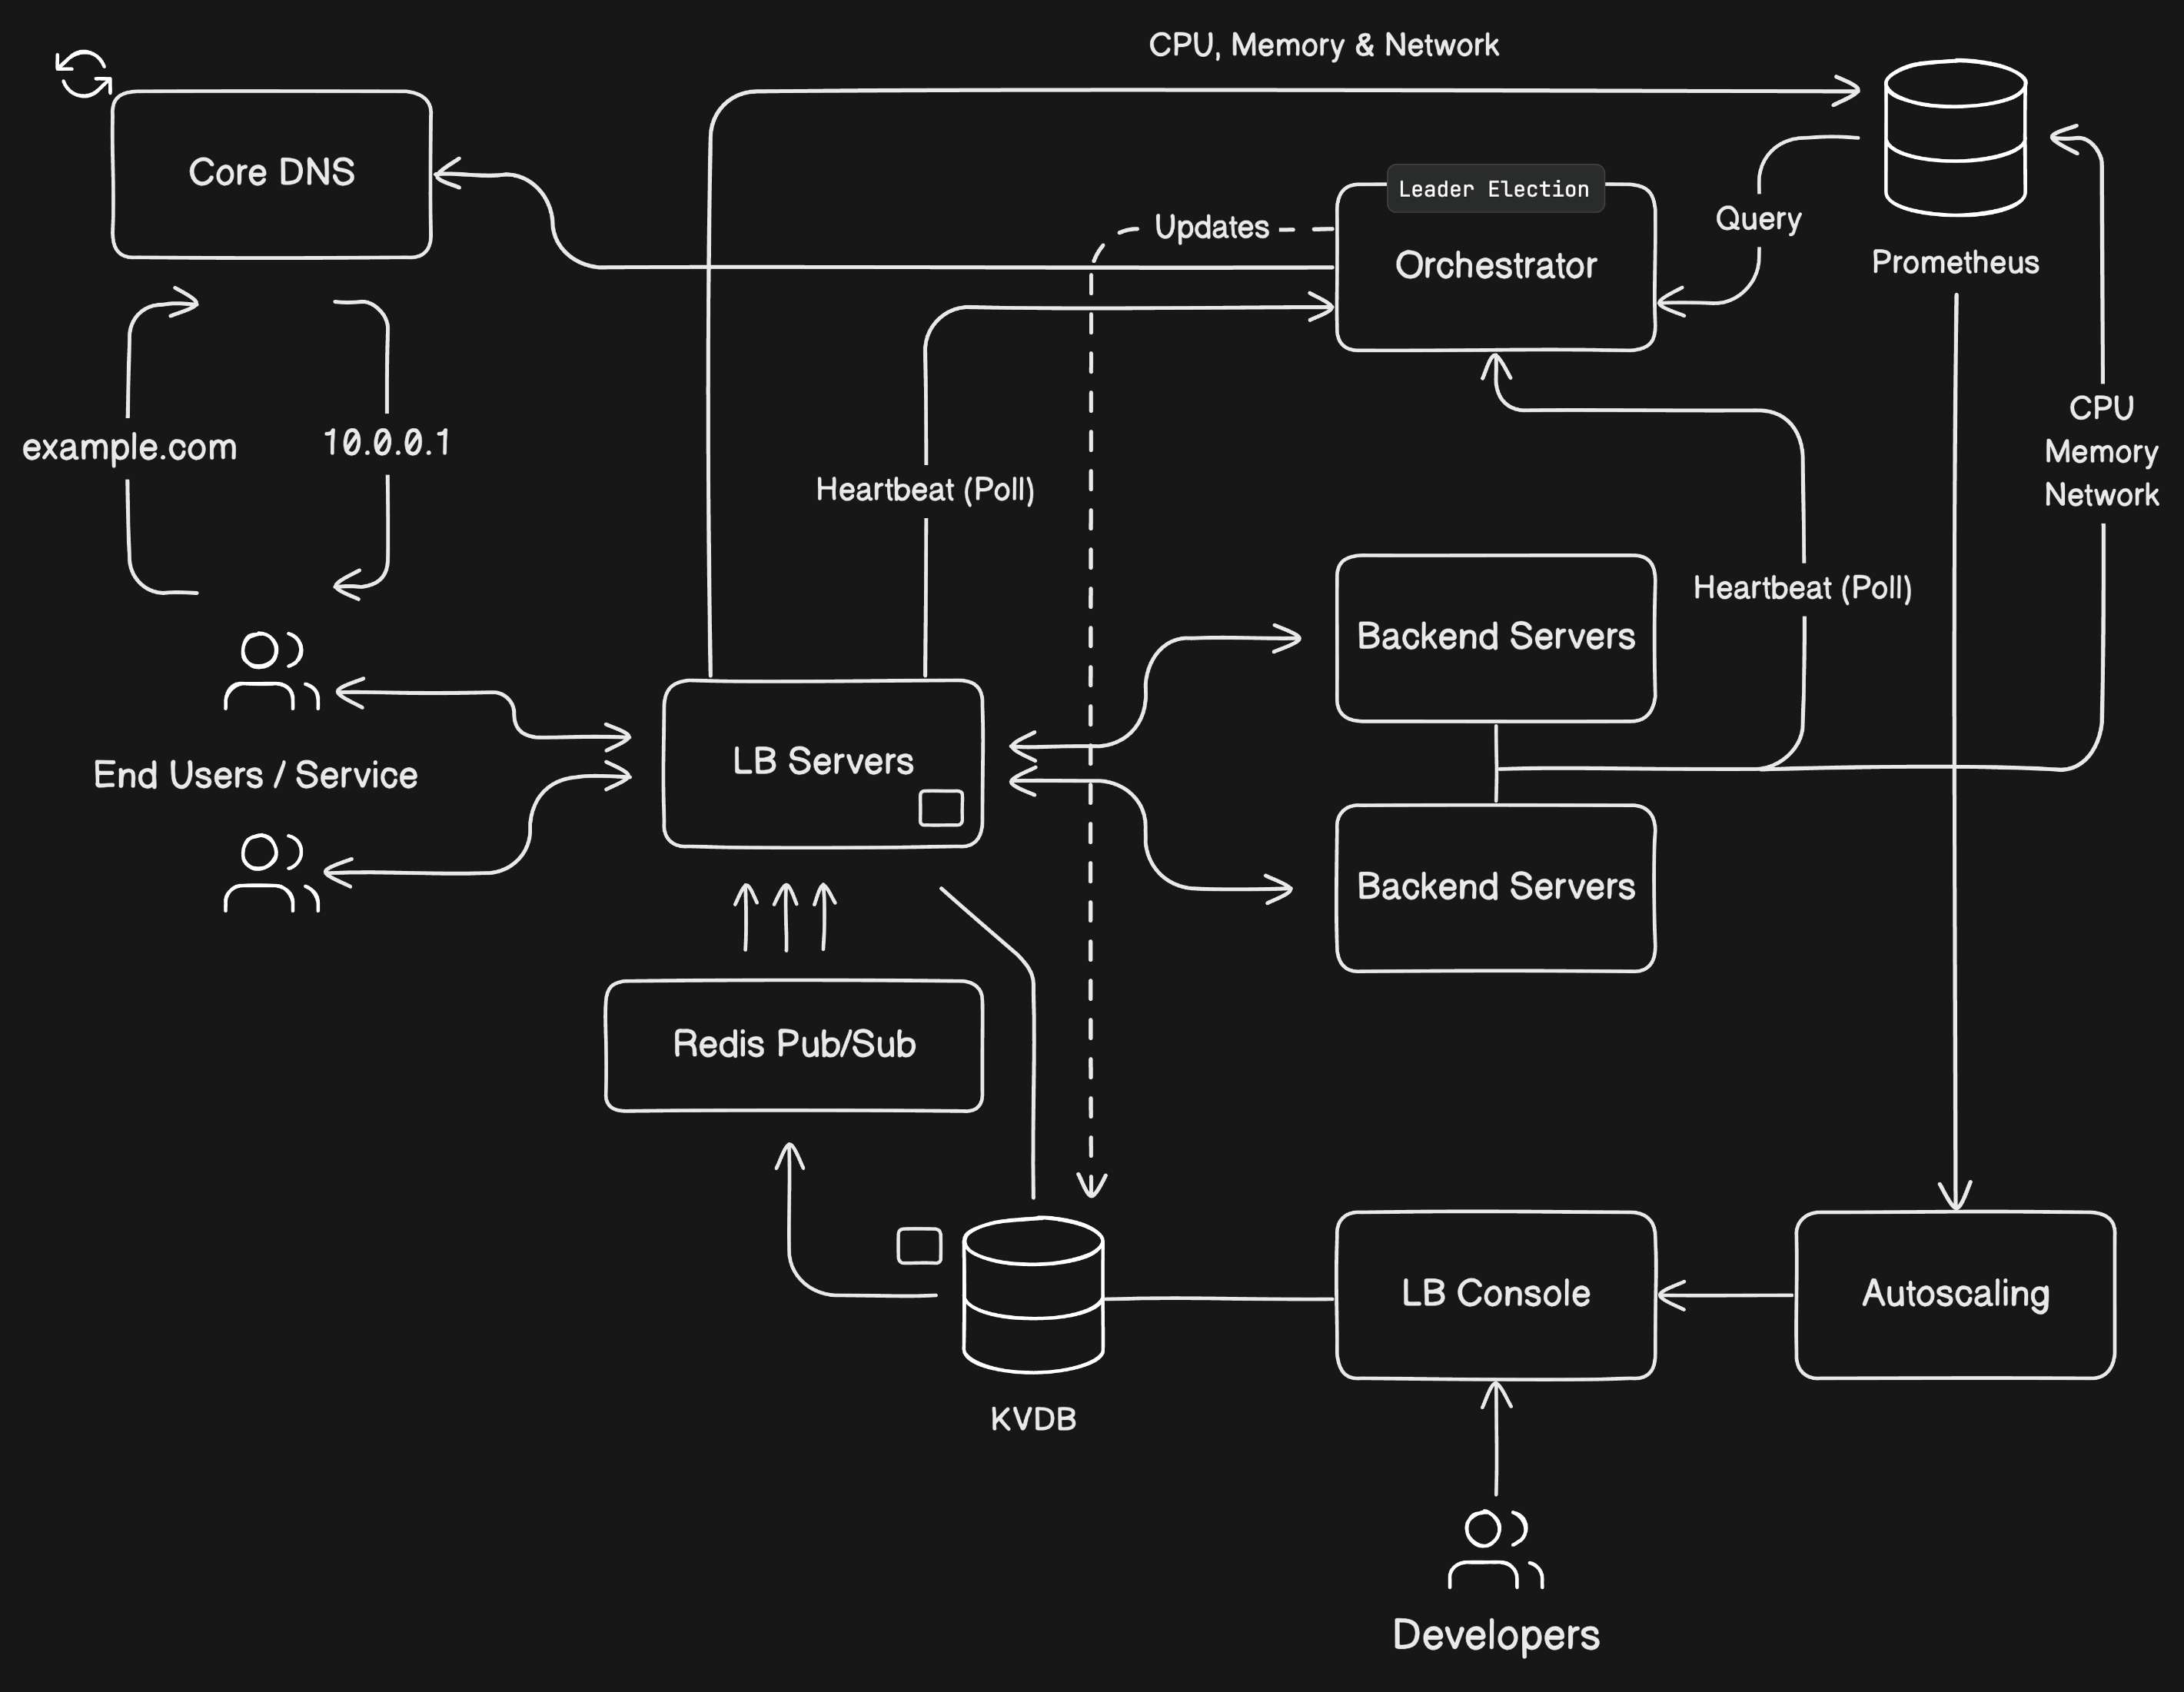 CPU, Memory & Network
Core DNS
Leader Election
Updates
Orchestrator
Query
Prometheus
example.com
10.0.0.1
CPU
Memory
Network
Heartbeat (Poll)
Heartbeat (Poll)
Backend Servers
LB Servers
End Users / Service
Backend Servers
Redis Pub/Sub
LB Console
Autoscaling
KVDB
Developers